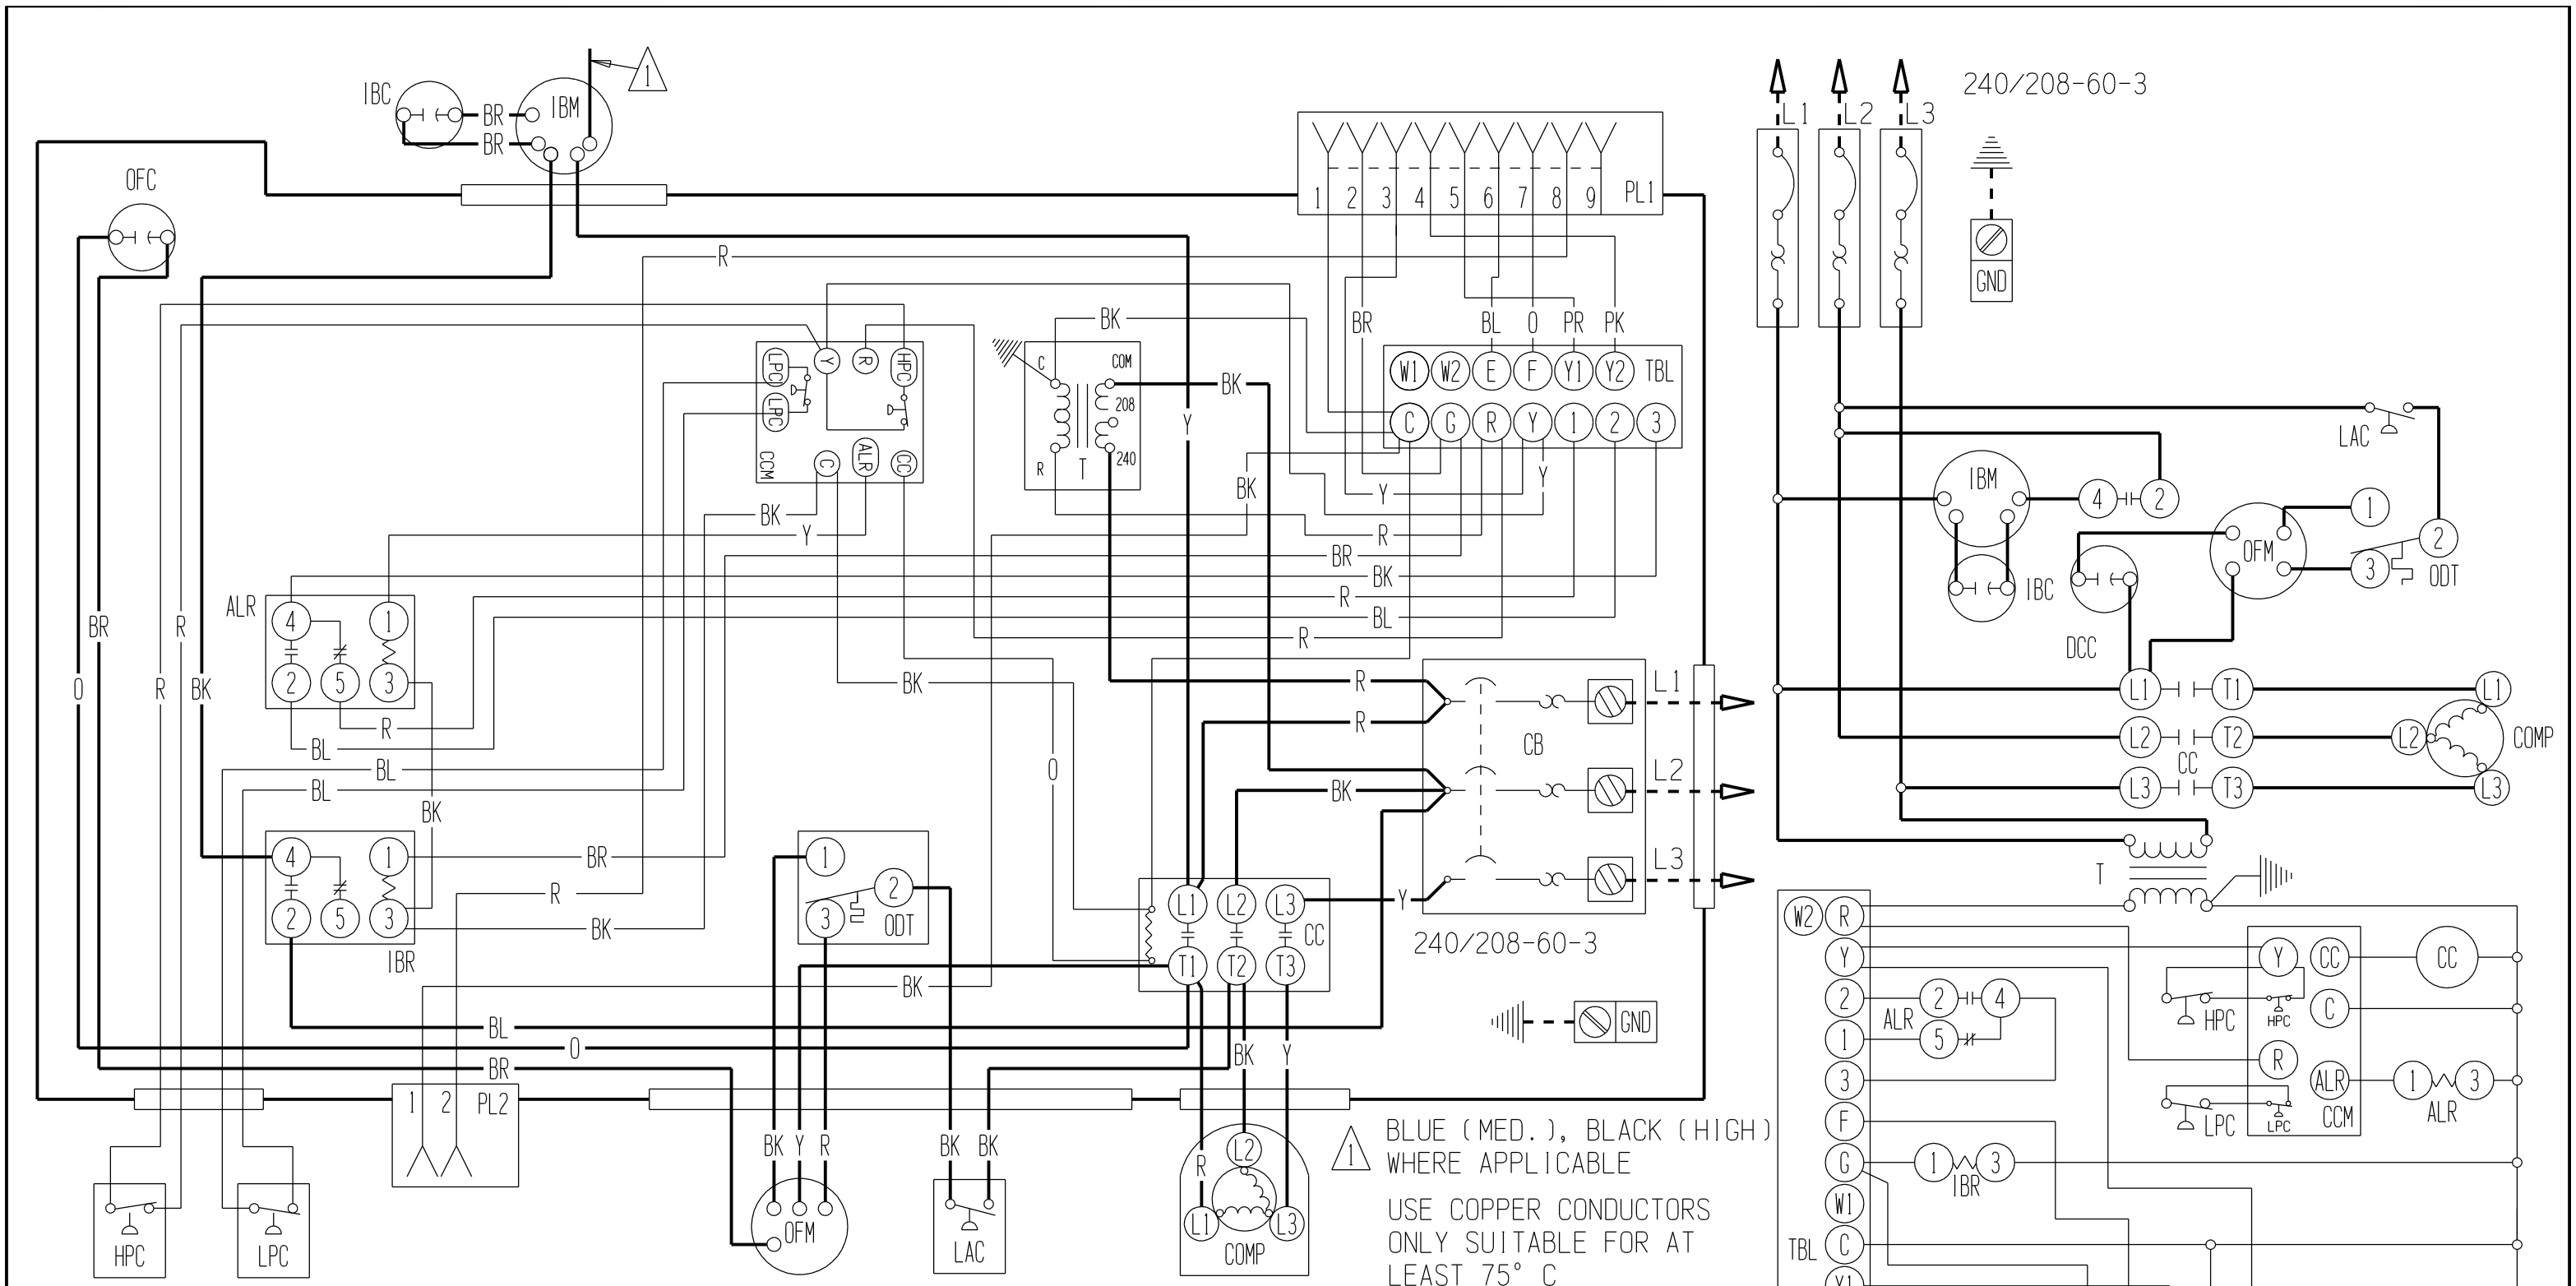 IBC
BR
BR
IBM
1
OFC
1 2 3 4 5 6 7 8 9 PL1
R
BR BL O PR PK
W1 W2 E F Y1 Y2 TBL
C G R Y 1 2 3
BK
LPC
LPC
Y R HPC
CCM
C ALR CC
C COM
208
R T 240
BK
Y
BK
Y
Y
BK
Y
R
BR
BK
R
BL
R
ALR
4 1
2 5 3
BR
R
O
R
BK
R
BL
BL
BL
BK
BK
O
R
R
BK
Y
CB
L1
L2
L3
240/208-60-3
4 1
2 5 3
IBR
BR
R
BK
1
2
3
ODT
L1 L2 L3
CC
T1 T2 T3
BK
BL
O
BR
GND
1 2 PL2
BK Y R
BK BK
R
BK
Y
HPC
LPC
OFM
LAC
L2
L1 L3
COMP
1
BLUE (MED.), BLACK (HIGH)
WHERE APPLICABLE
USE COPPER CONDUCTORS
ONLY SUITABLE FOR AT
LEAST 75° C
240/208-60-3
L1 L2 L3
GND
LAC
IBM
4 2
1
OFM
2
3
ODT
IBC
DCC
L1 T1 L1
L2 T2 L2 COMP
CC
L3 T3 L3
T
W2 R
Y
2
1
3
F
G
W1
TBL C
Y1
2 4
ALR
5
1 3
IBR
HPC
HPC
LPC
LPC
Y CC
C
R
ALR
CCM
CC
1 3
ALR